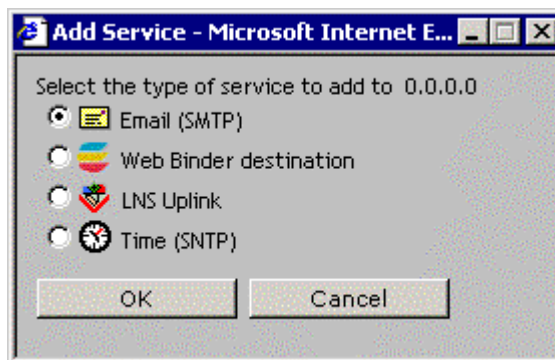 Add Service - Microsoft Internet E...
Select the type of service to add to 0.0.0.0
Email (SMTP)
Web Binder destination
LNS Uplink
Time (SNTP)
OK Cancel